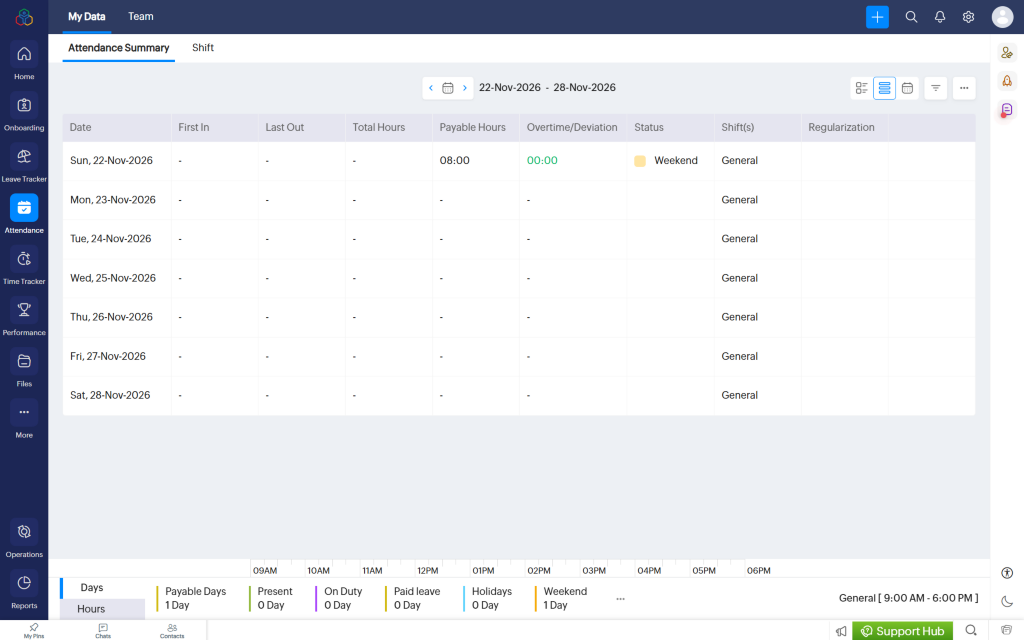 My Data Team
Attendance Summary Shift
22-Nov-2026 - 28-Nov-2026
Home
Onboarding
Leave Tracker
Attendance
Time Tracker
Performance
Files
More
Operations
Reports
Date First In Last Out Total Hours Payable Hours Overtime/Deviation Status Shift(s) Regularization
Sun, 22-Nov-2026 - - - 08:00 00:00 Weekend General
Mon, 23-Nov-2026 - - - - - General
Tue, 24-Nov-2026 - - - - - General
Wed, 25-Nov-2026 - - - - - General
Thu, 26-Nov-2026 - - - - - General
Fri, 27-Nov-2026 - - - - - General
Sat, 28-Nov-2026 - - - - - General
09AM 10AM 11AM 12PM 01PM 02PM 03PM 04PM 05PM 06PM
Days
Hours
Payable Days
1 Day
Present
0 Day
On Duty
0 Day
Paid leave
0 Day
Holidays
0 Day
Weekend
1 Day
General [ 9:00 AM - 6:00 PM ]
My Pins Chats Contacts
Support Hub